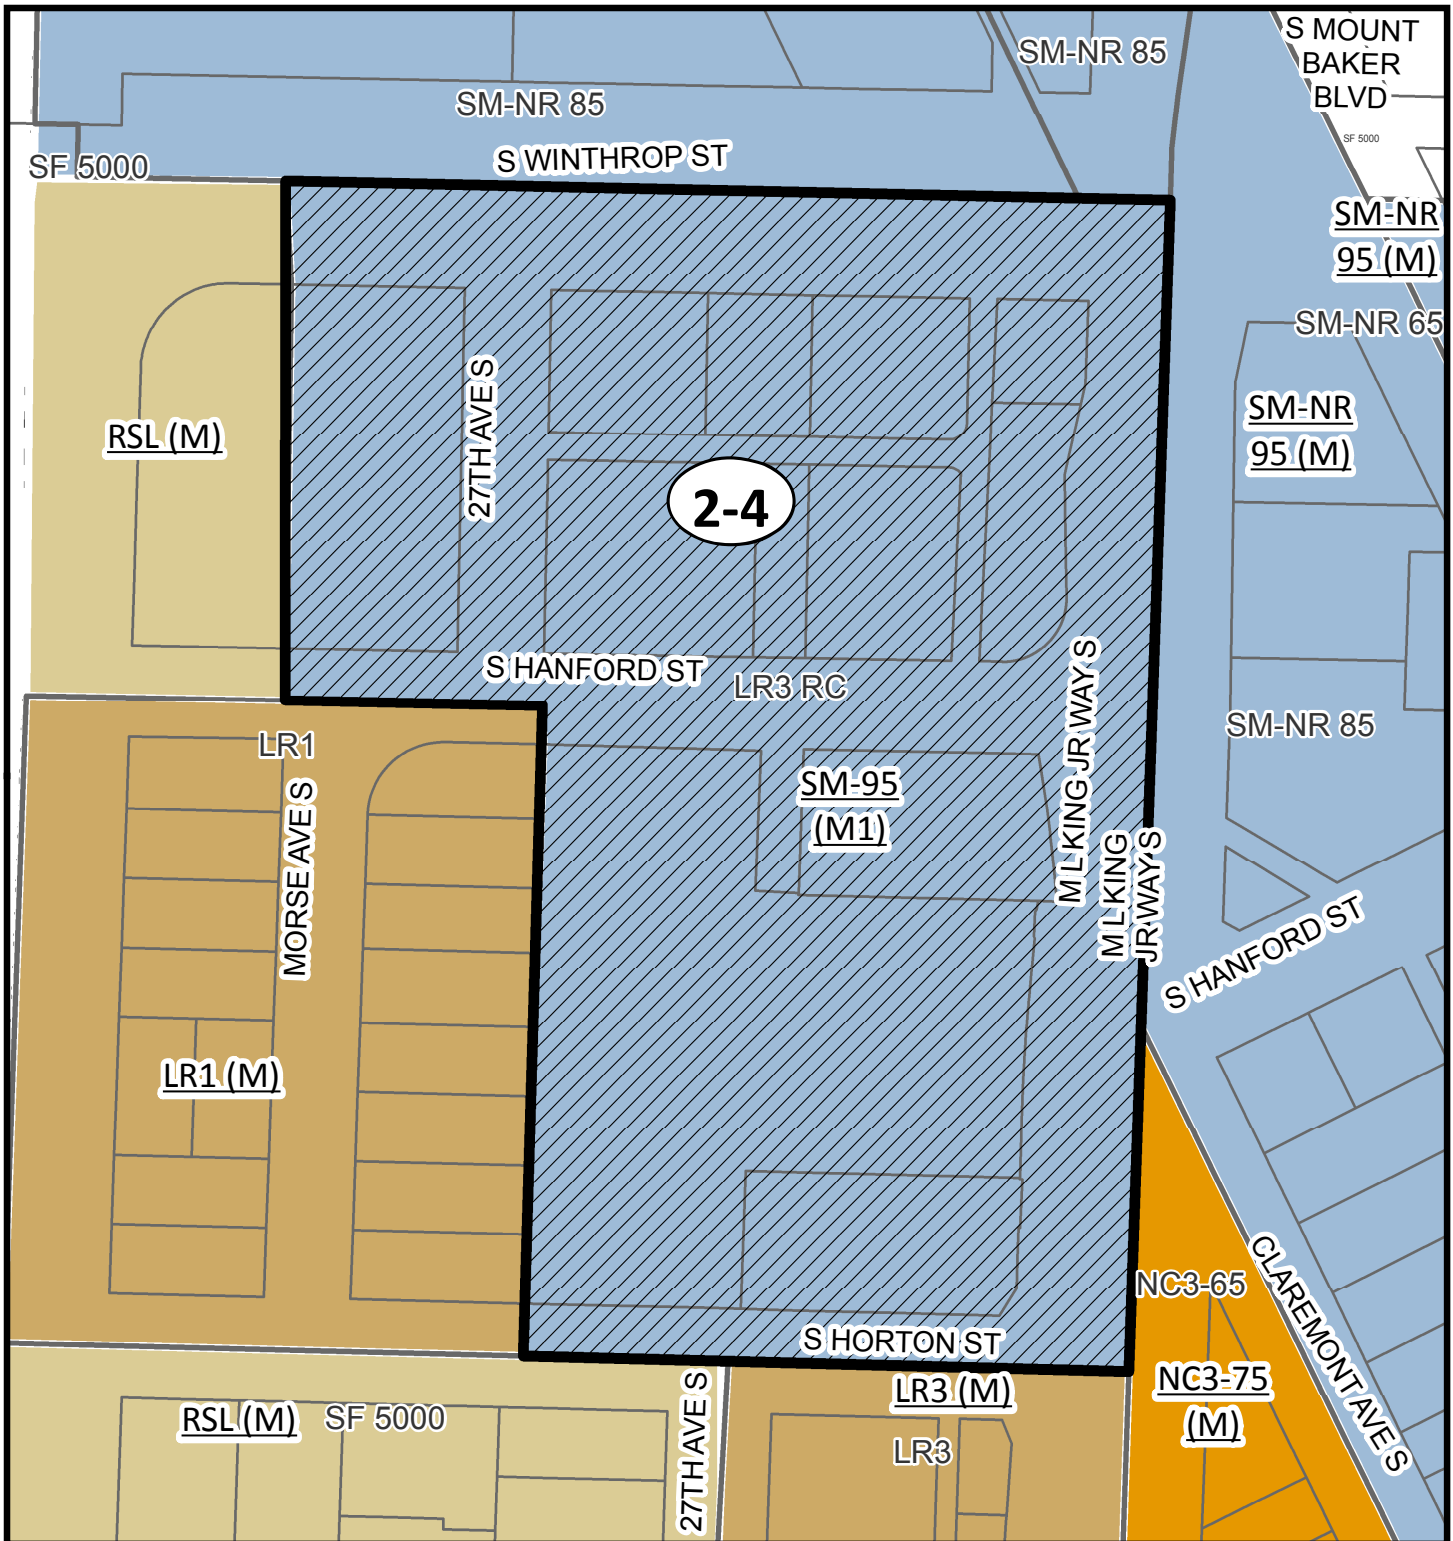 S MOUNT
BAKER
BLVD
SM-NR 85
SM-NR 85
SF 5000
S WINTHROP ST
SF 5000
SM-NR
95 (M)
SM-NR 65
SM-NR
95 (M)
RSL (M)
27TH AVE S
2-4
S HANFORD ST
LR3 RC
M L KING JR WAY S
SM-NR 85
LR1
MORSE AVE S
SM-95
(M1)
M L KING
JR WAY S
S HANFORD ST
LR1 (M)
CLAREMONT AVE S
NC3-65
S HORTON ST
NC3-75
(M)
LR3 (M)
RSL (M)
SF 5000
27TH AVE S
LR3